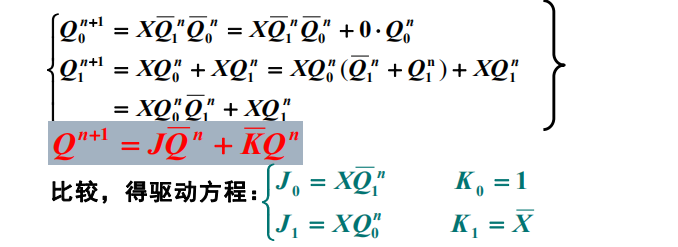 Q₀ⁿ⁺¹ = XQ̅₁ⁿQ̅₀ⁿ = XQ̅₁ⁿQ̅₀ⁿ + 0·Q₀ⁿ
Q₁ⁿ⁺¹ = XQ₀ⁿ + XQ₁ⁿ = XQ₀ⁿ(Q̅₁ⁿ + Q₁ⁿ) + XQ₁ⁿ
= XQ₀ⁿQ̅₁ⁿ + XQ₁ⁿ
Qⁿ⁺¹ = JQ̅ⁿ + K̅Qⁿ
比较，得驱动方程：
J₀ = XQ̅₁ⁿ K₀ = 1
J₁ = XQ₀ⁿ K₁ = X̅